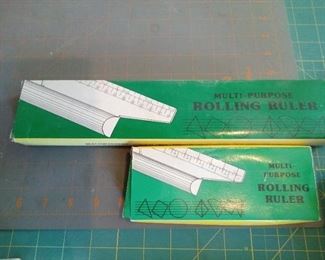 MULTI-PURPOSE
ROLLING RULER
MULTI-
PURPOSE
ROLLING
RULER